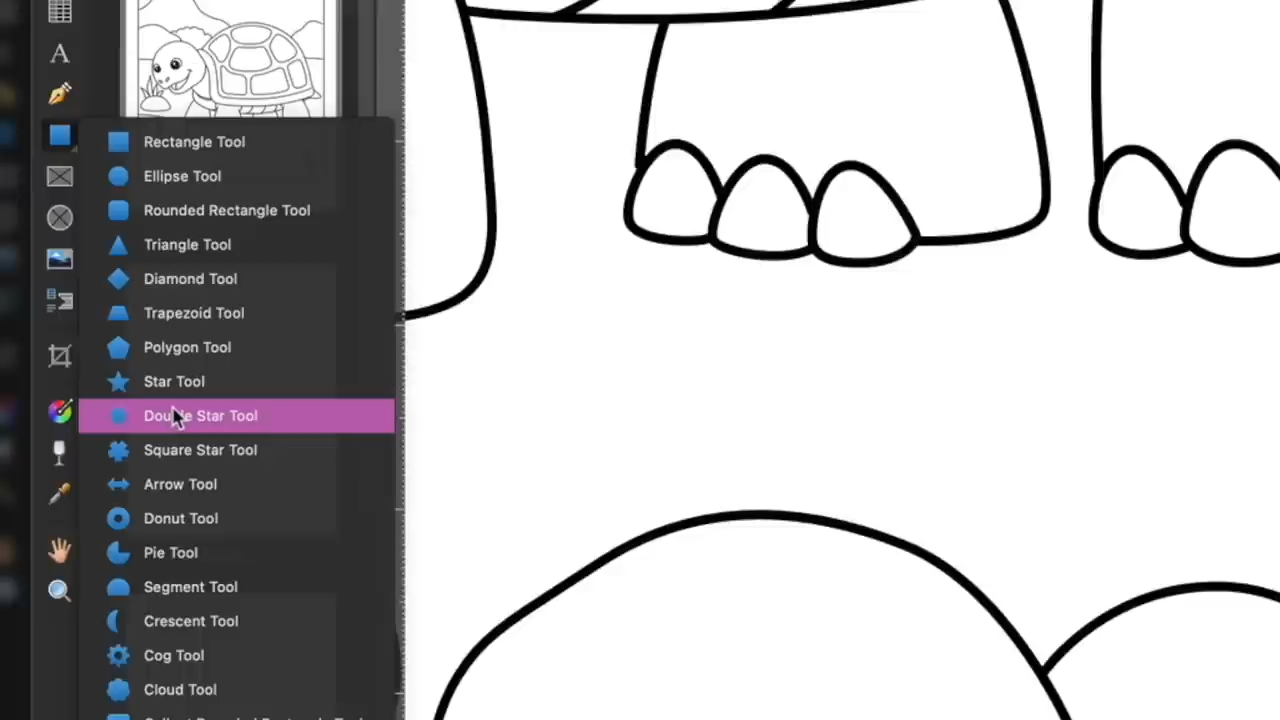 A
Rectangle Tool
Ellipse Tool
Rounded Rectangle Tool
Triangle Tool
Diamond Tool
Trapezoid Tool
Polygon Tool
Star Tool
Double Star Tool
Square Star Tool
Arrow Tool
Donut Tool
Pie Tool
Segment Tool
Crescent Tool
Cog Tool
Cloud Tool